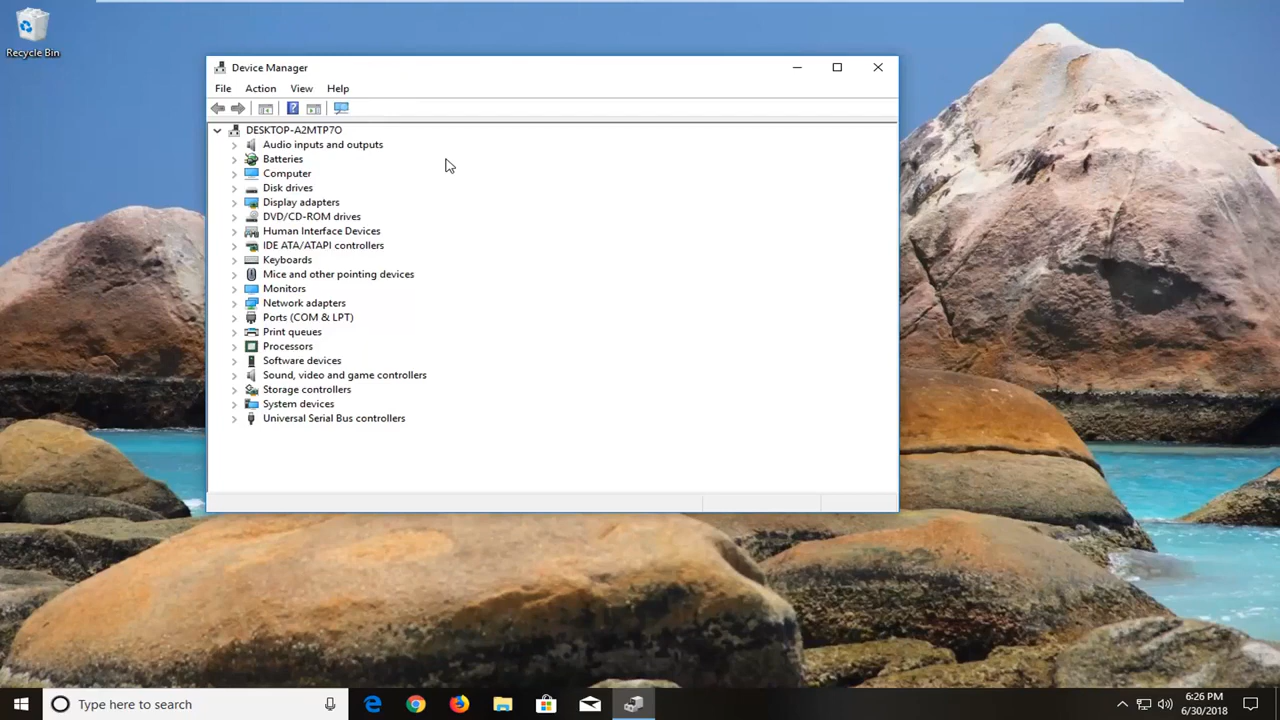 Recycle Bin
Device Manager
File Action View Help
DESKTOP-A2MTP7O
Audio inputs and outputs
Batteries
Computer
Disk drives
Display adapters
DVD/CD-ROM drives
Human Interface Devices
IDE ATA/ATAPI controllers
Keyboards
Mice and other pointing devices
Monitors
Network adapters
Ports (COM & LPT)
Print queues
Processors
Software devices
Sound, video and game controllers
Storage controllers
System devices
Universal Serial Bus controllers
Type here to search
6:26 PM
6/30/2018